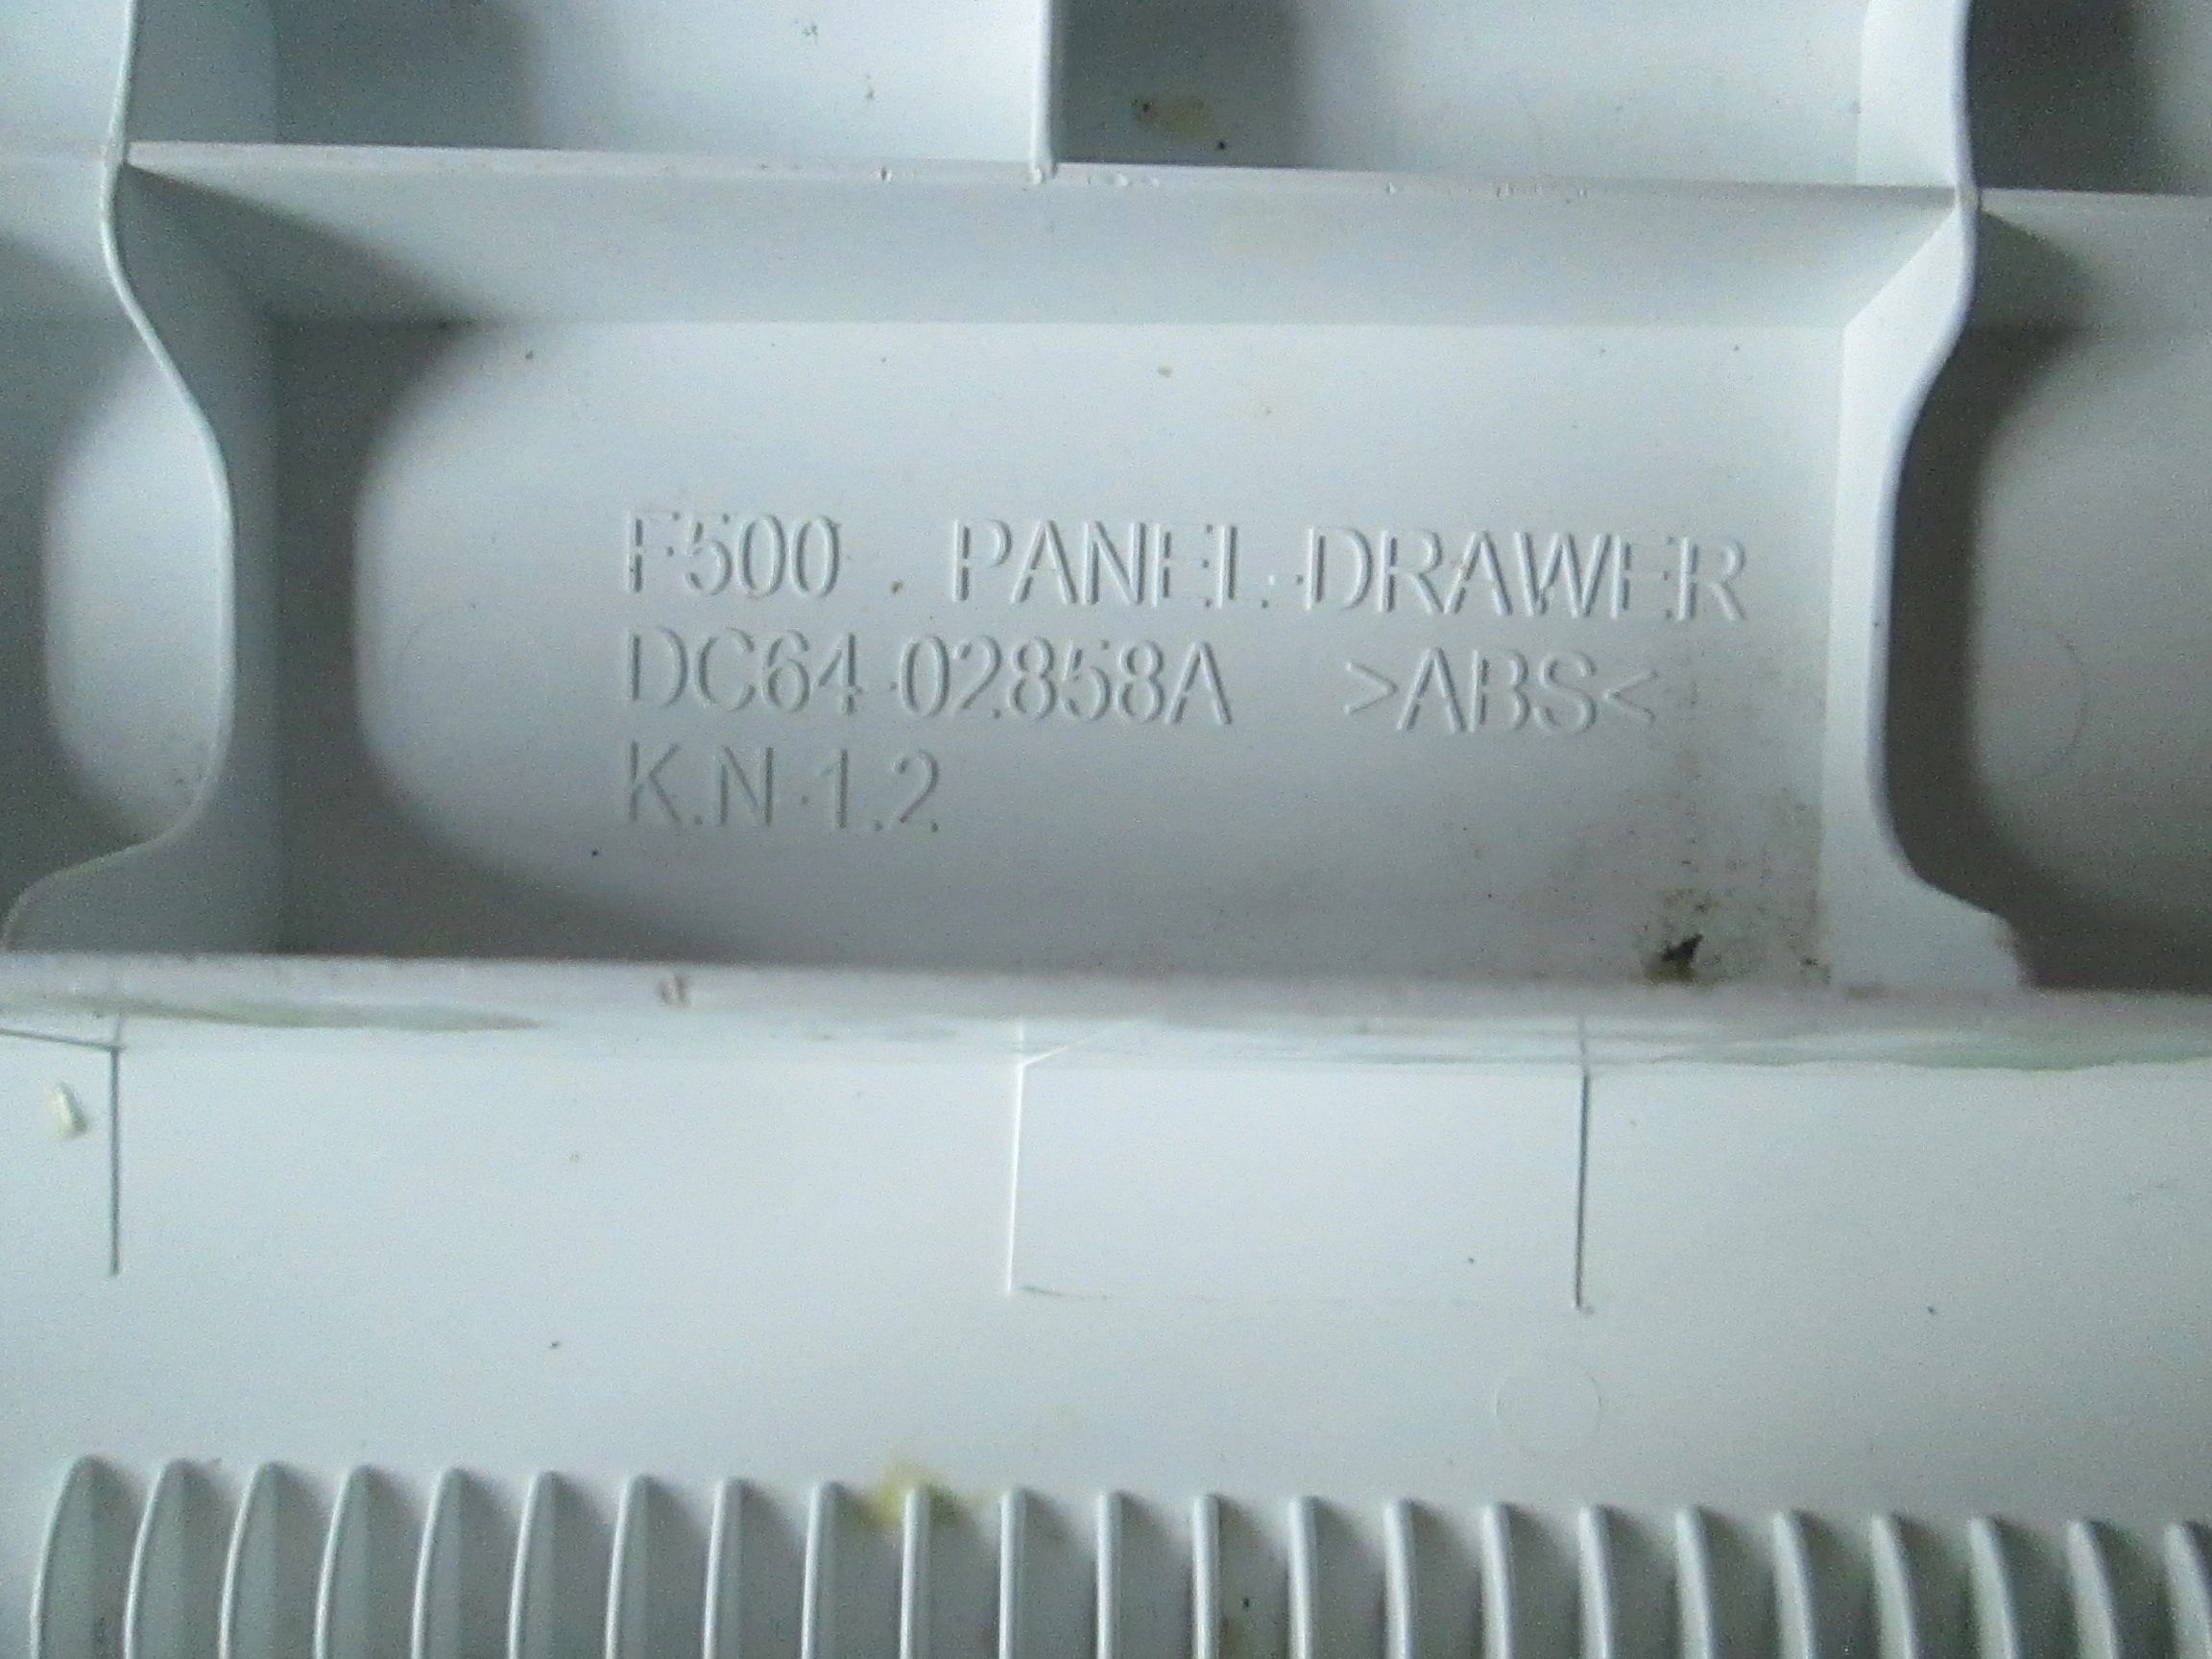 F500 . PANEL-DRAWER
DC64-02858A >ABS<
K.N-1.2